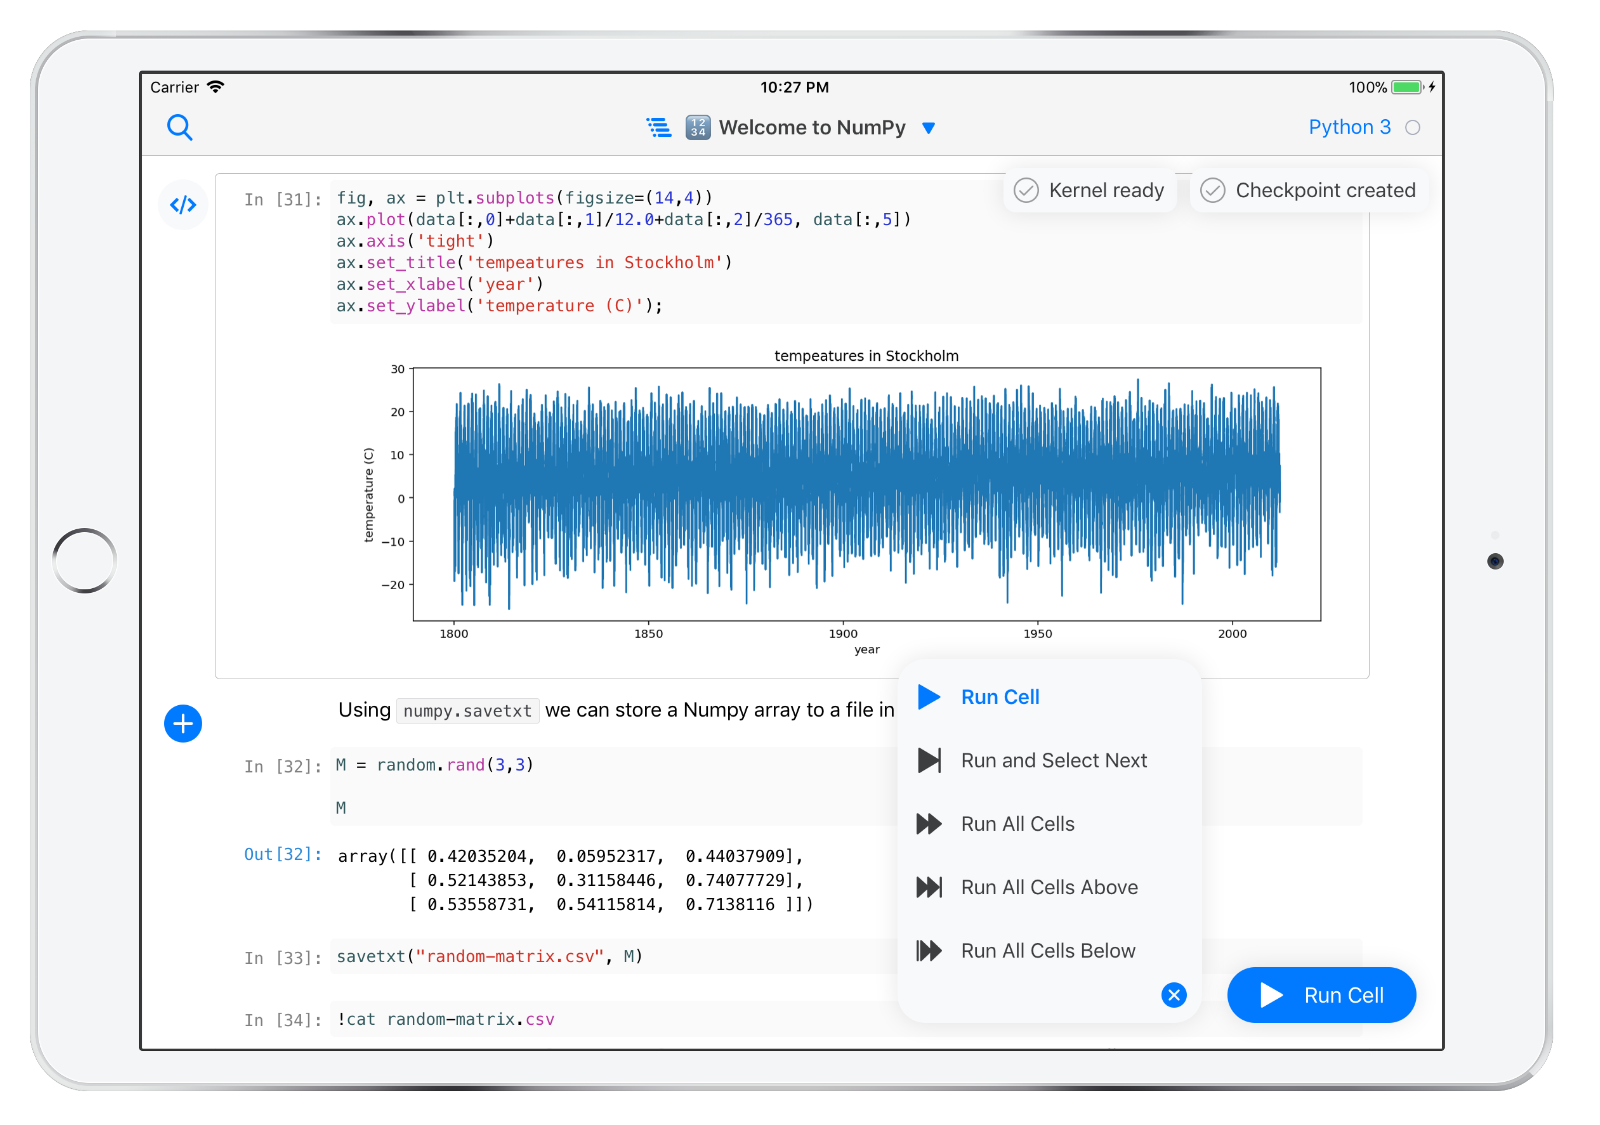 Carrier 10:27 PM 100%
12 34 Welcome to NumPy Python 3
Kernel ready Checkpoint created
In [31]: fig, ax = plt.subplots(figsize=(14,4))
ax.plot(data[:,0]+data[:,1]/12.0+data[:,2]/365, data[:,5])
ax.axis('tight')
ax.set_title('tempeatures in Stockholm')
ax.set_xlabel('year')
ax.set_ylabel('temperature (C)');
tempeatures in Stockholm
30
20
10
0
−10
−20
temperature (C)
1800 1850 1900 1950 2000
year
Using numpy.savetxt we can store a Numpy array to a file in
In [32]: M = random.rand(3,3)
M
Out[32]: array([[ 0.42035204, 0.05952317, 0.44037909],
[ 0.52143853, 0.31158446, 0.74077729],
[ 0.53558731, 0.54115814, 0.7138116 ]])
In [33]: savetxt("random-matrix.csv", M)
In [34]: !cat random-matrix.csv
Run Cell
Run and Select Next
Run All Cells
Run All Cells Above
Run All Cells Below
Run Cell